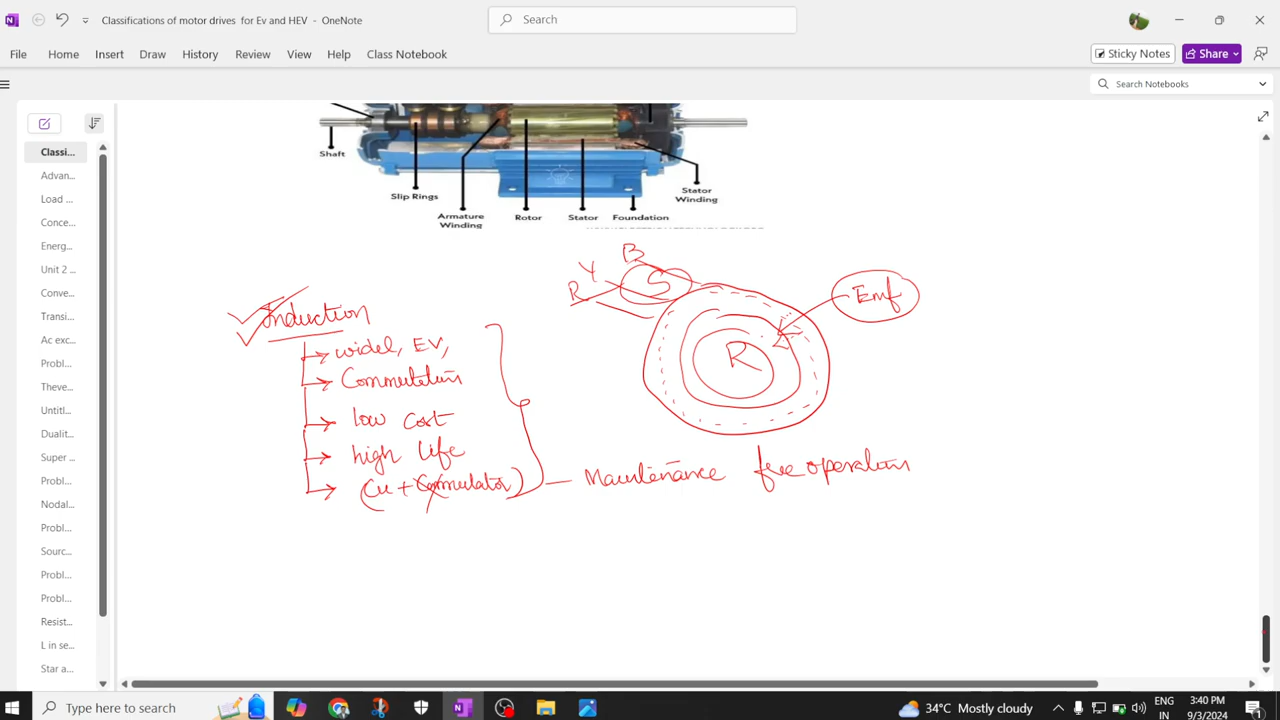 Classifications of motor drives for Ev and HEV - OneNote
Search
File Home Insert Draw View History Review View Help Class Notebook
Sticky Notes
Share
Search Notebooks
Classi...
Advan...
Load ...
Conce...
Energ...
Unit 2 ...
Conve...
Transi...
Ac exc...
Probl...
Theve...
Untitl...
Duali...
Super ...
Probl...
Nodal...
Probl...
Sourc...
Probl...
Probl...
Resist...
L in se...
Star a...
Shaft
Slip Rings
Armature
Winding
Rotor
Stator
Foundation
Stator
Winding
R Y B
S
R
Emf
Induction
widel, EV,
Commutation
low cost
high life
(Cu + Commulator)
Maintenance free operation
Type here to search
34°C Mostly cloudy
ENG
IN
3:40 PM
9/3/2024
1